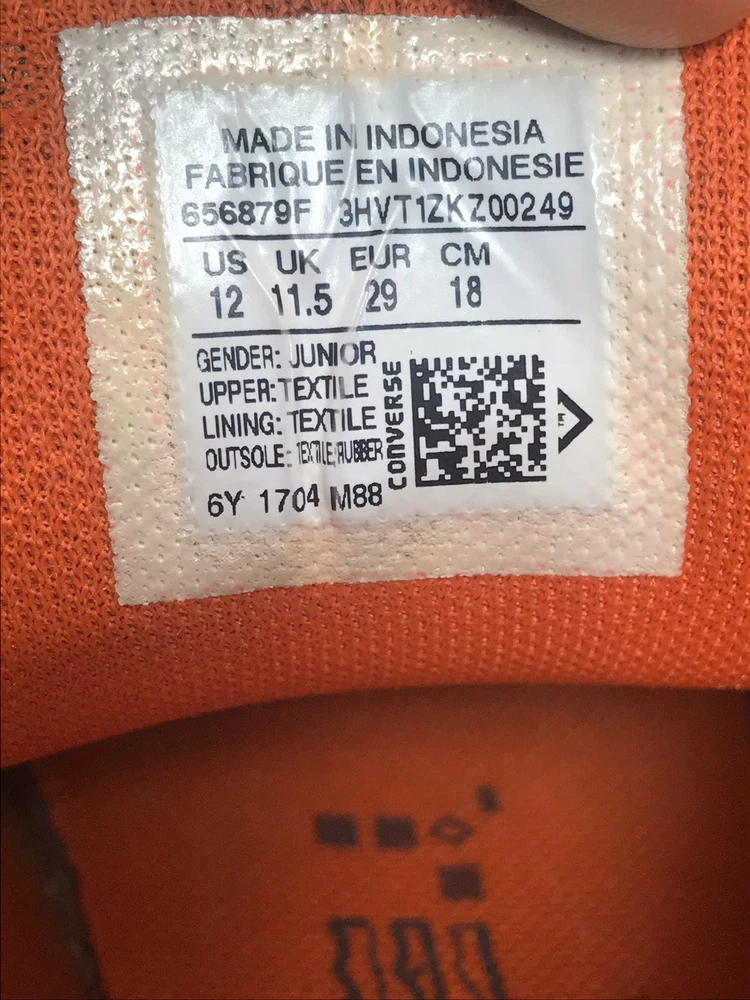 MADE IN INDONESIA
FABRIQUE EN INDONESIE
656879F 3HVT1ZKZ00249
US UK EUR CM
12 11.5 29 18
GENDER: JUNIOR
UPPER: TEXTILE
LINING: TEXTILE
OUTSOLE: TEXTILE/RUBBER
6Y 1704 M88
CONVERSE
TM